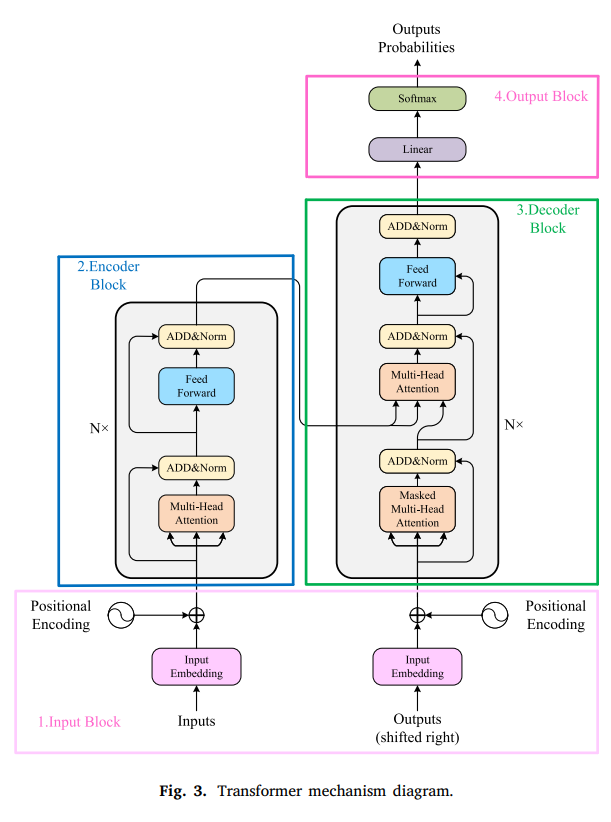 Outputs
Probabilities
Softmax
4.Output Block
Linear
3.Decoder
Block
ADD&Norm
Feed
Forward
ADD&Norm
Multi-Head
Attention
N×
ADD&Norm
Masked
Multi-Head
Attention
2.Encoder
Block
ADD&Norm
Feed
Forward
N×
ADD&Norm
Multi-Head
Attention
Positional
Encoding
Positional
Encoding
Input
Embedding
Input
Embedding
1.Input Block
Inputs
Outputs
(shifted right)
Fig. 3. Transformer mechanism diagram.